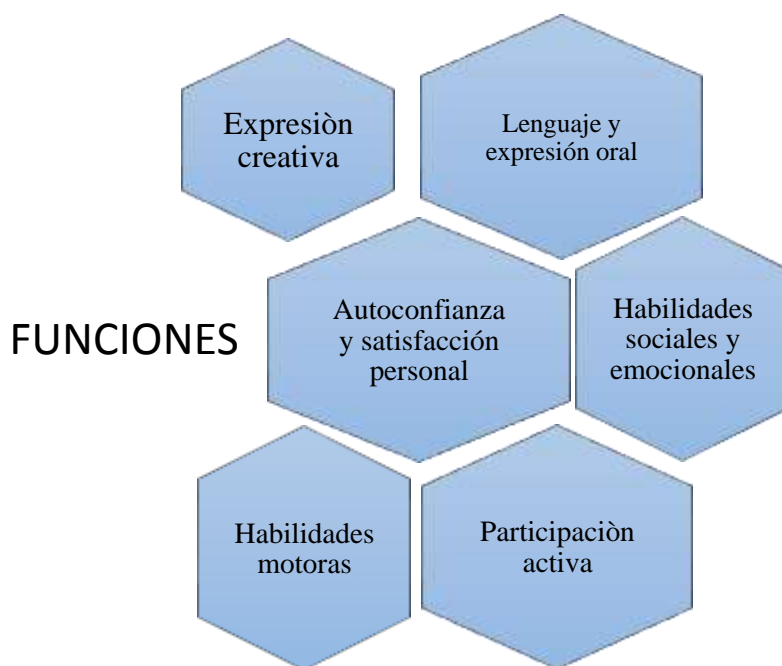 Expresiòn
creativa
Lenguaje y
expresión oral
FUNCIONES
Autoconfianza
y satisfacción
personal
Habilidades
sociales y
emocionales
Habilidades
motoras
Participaciòn
activa